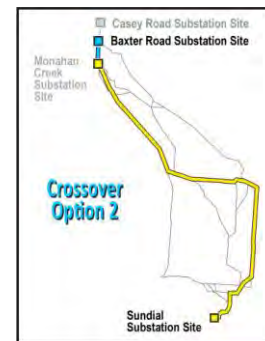 Casey Road Substation Site
Baxter Road Substation Site
Monahan
Creek
Substation
Site
Crossover
Option 2
Sundial
Substation Site